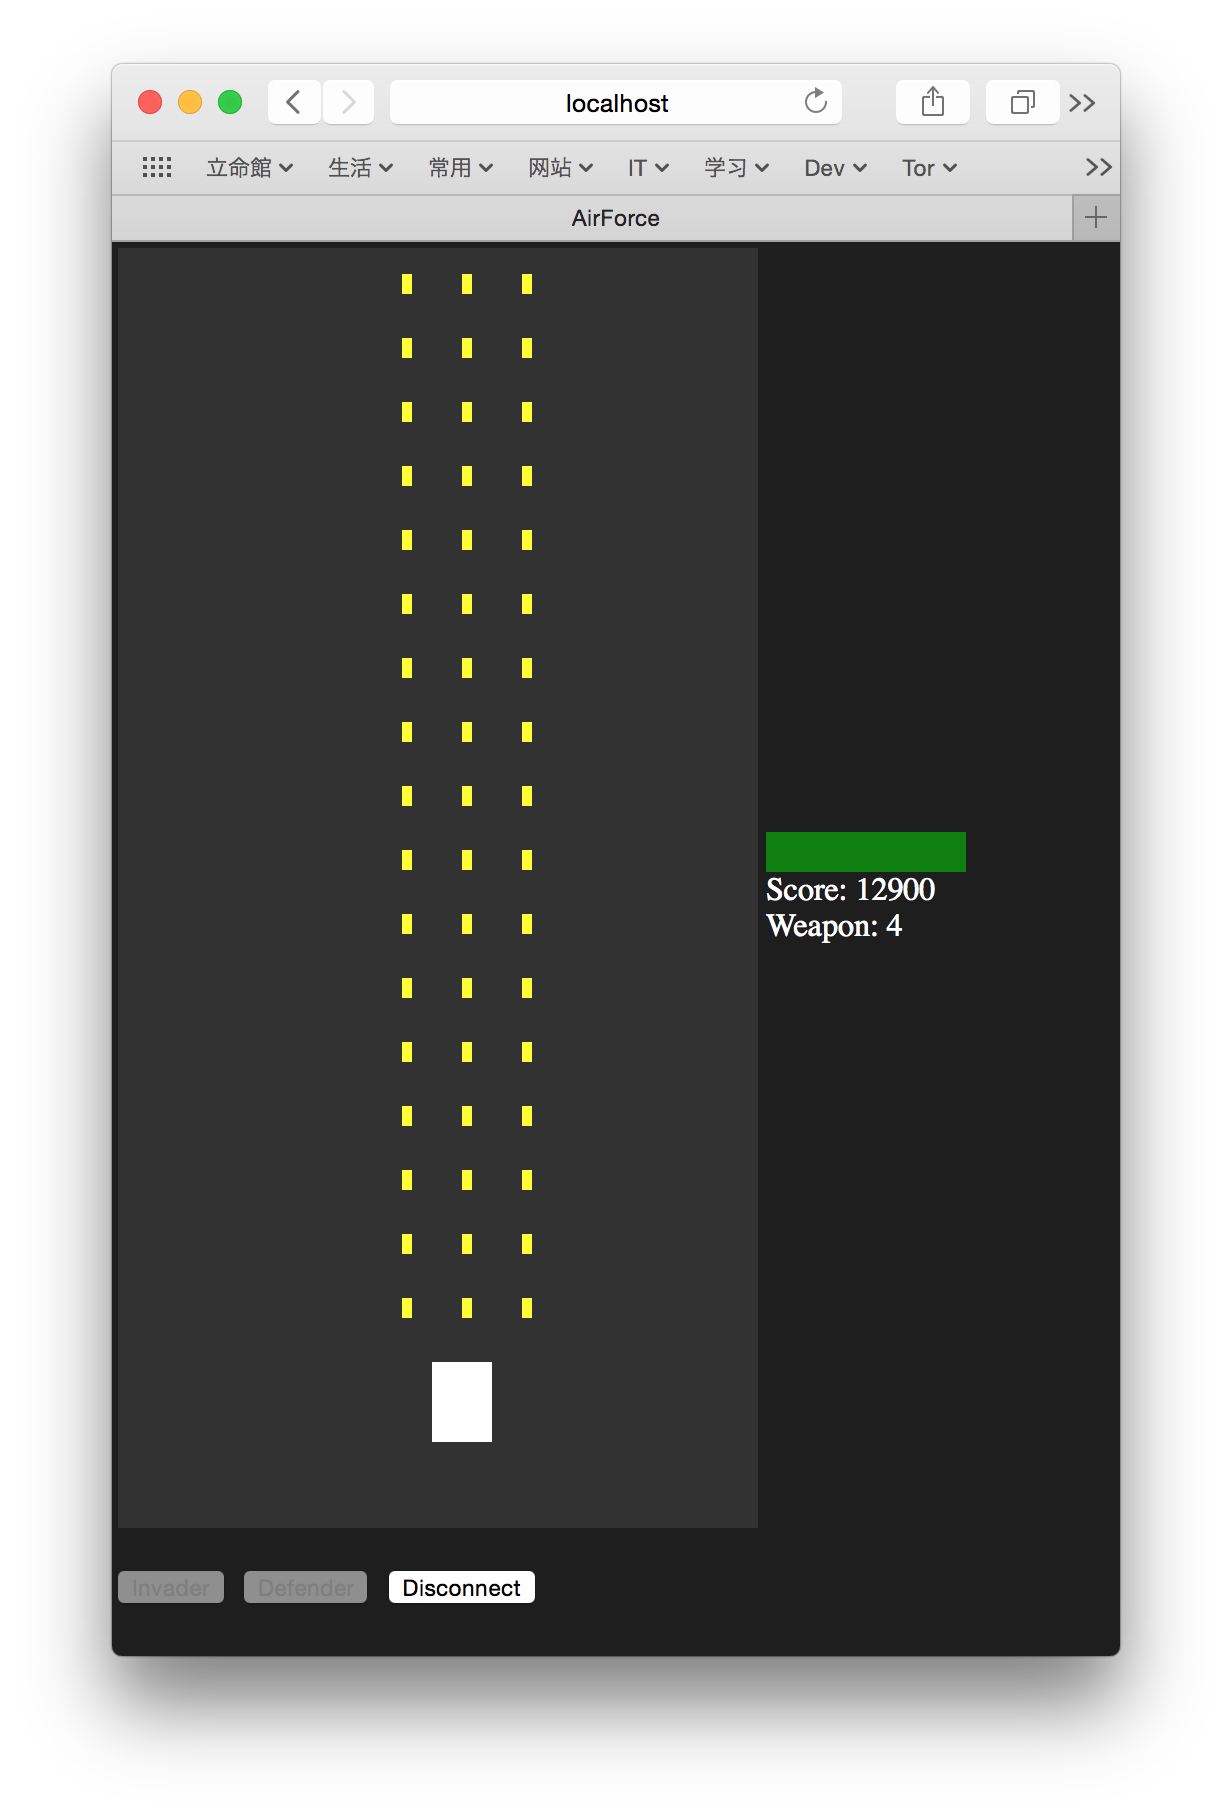 localhost
立命館 生活 常用 网站 IT 学习 Dev Tor
AirForce
Score: 12900
Weapon: 4
Invader Defender Disconnect